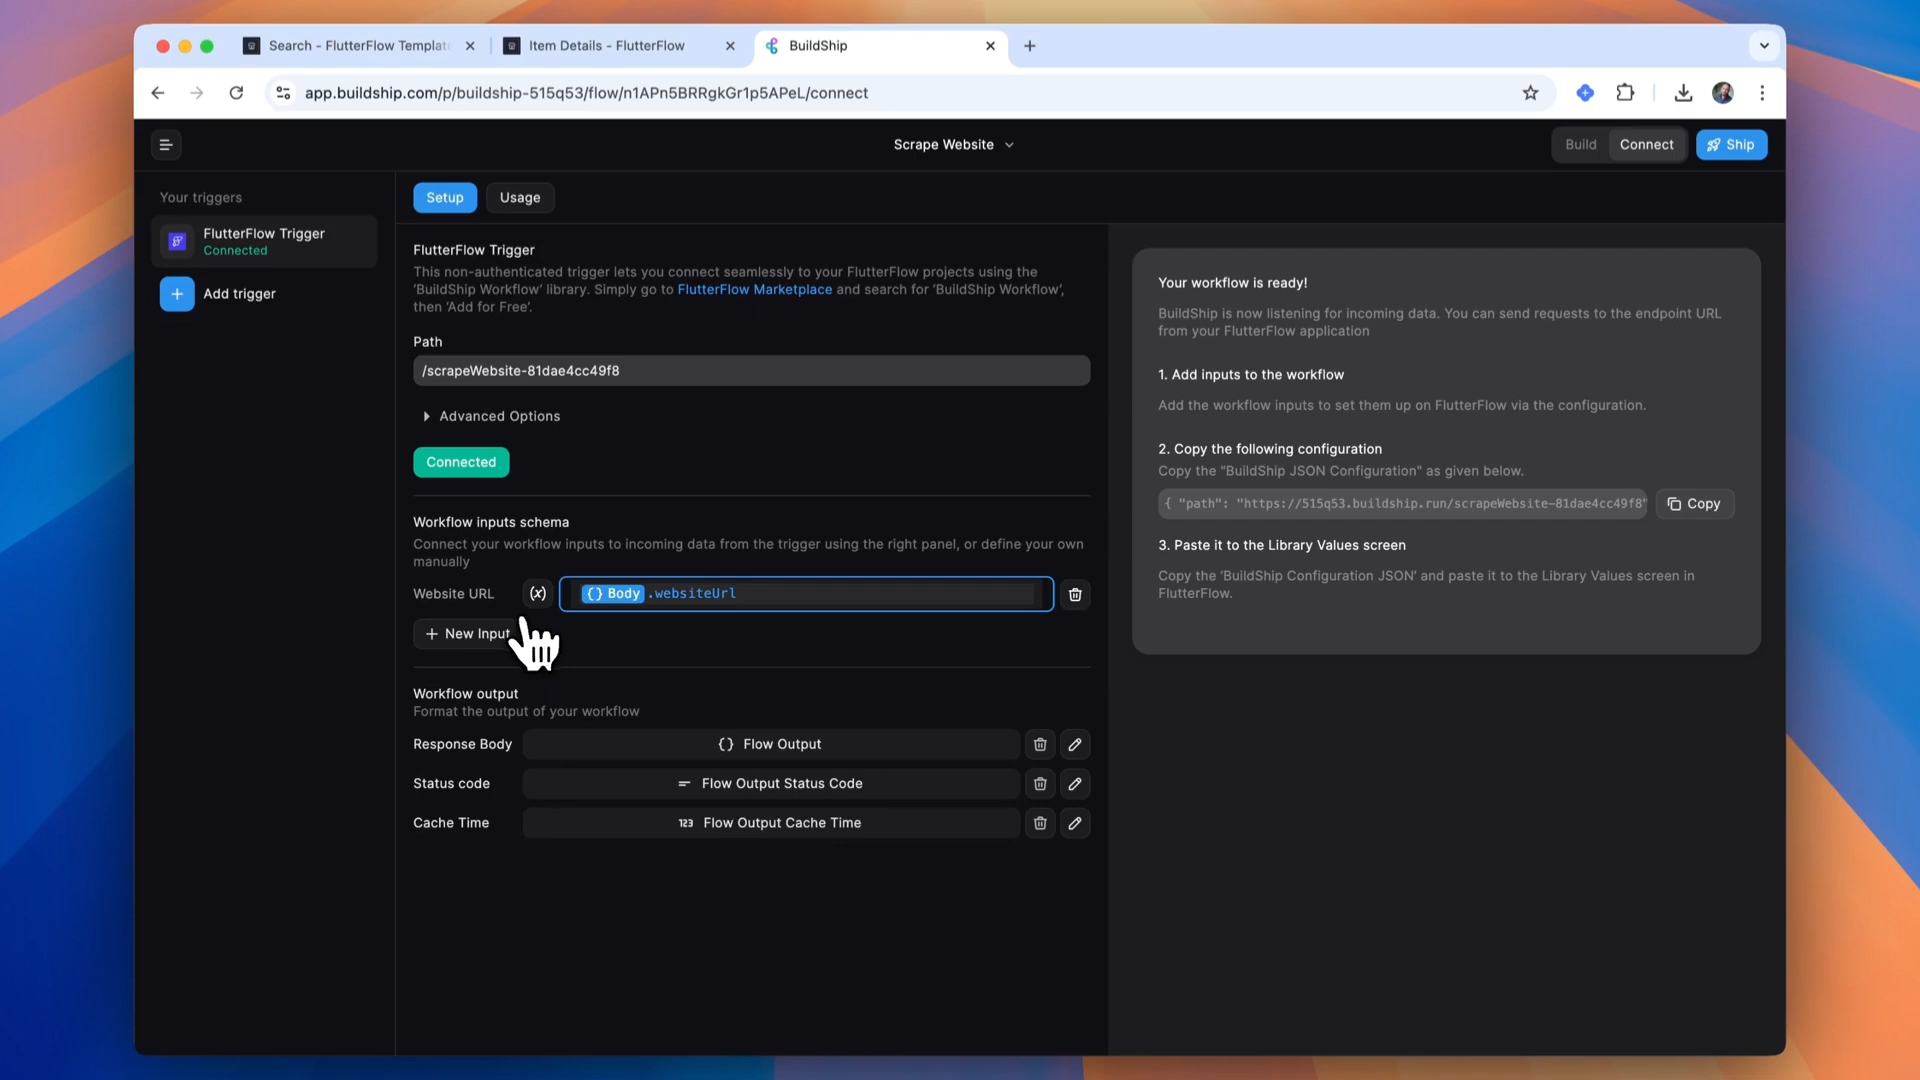 Search - FlutterFlow Templat
Item Details - FlutterFlow
BuildShip
app.buildship.com/p/buildship-515q53/flow/n1APn5BRRgkGr1p5APeL/connect
Scrape Website
Build
Connect
Ship
Your triggers
FlutterFlow Trigger
Connected
Add trigger
Setup
Usage
FlutterFlow Trigger
This non-authenticated trigger lets you connect seamlessly to your FlutterFlow projects using the
'BuildShip Workflow' library. Simply go to FlutterFlow Marketplace and search for 'BuildShip Workflow',
then 'Add for Free'.
Path
/scrapeWebsite-81dae4cc49f8
Advanced Options
Connected
Workflow inputs schema
Connect your workflow inputs to incoming data from the trigger using the right panel, or define your own
manually
Website URL (x) {} Body .websiteUrl
+ New Input
Workflow output
Format the output of your workflow
Response Body {} Flow Output
Status code Flow Output Status Code
Cache Time 123 Flow Output Cache Time
Your workflow is ready!
BuildShip is now listening for incoming data. You can send requests to the endpoint URL
from your FlutterFlow application
1. Add inputs to the workflow
Add the workflow inputs to set them up on FlutterFlow via the configuration.
2. Copy the following configuration
Copy the "BuildShip JSON Configuration" as given below.
{ "path": "https://515q53.buildship.run/scrapeWebsite-81dae4cc49f8"
Copy
3. Paste it to the Library Values screen
Copy the 'BuildShip Configuration JSON' and paste it to the Library Values screen in
FlutterFlow.